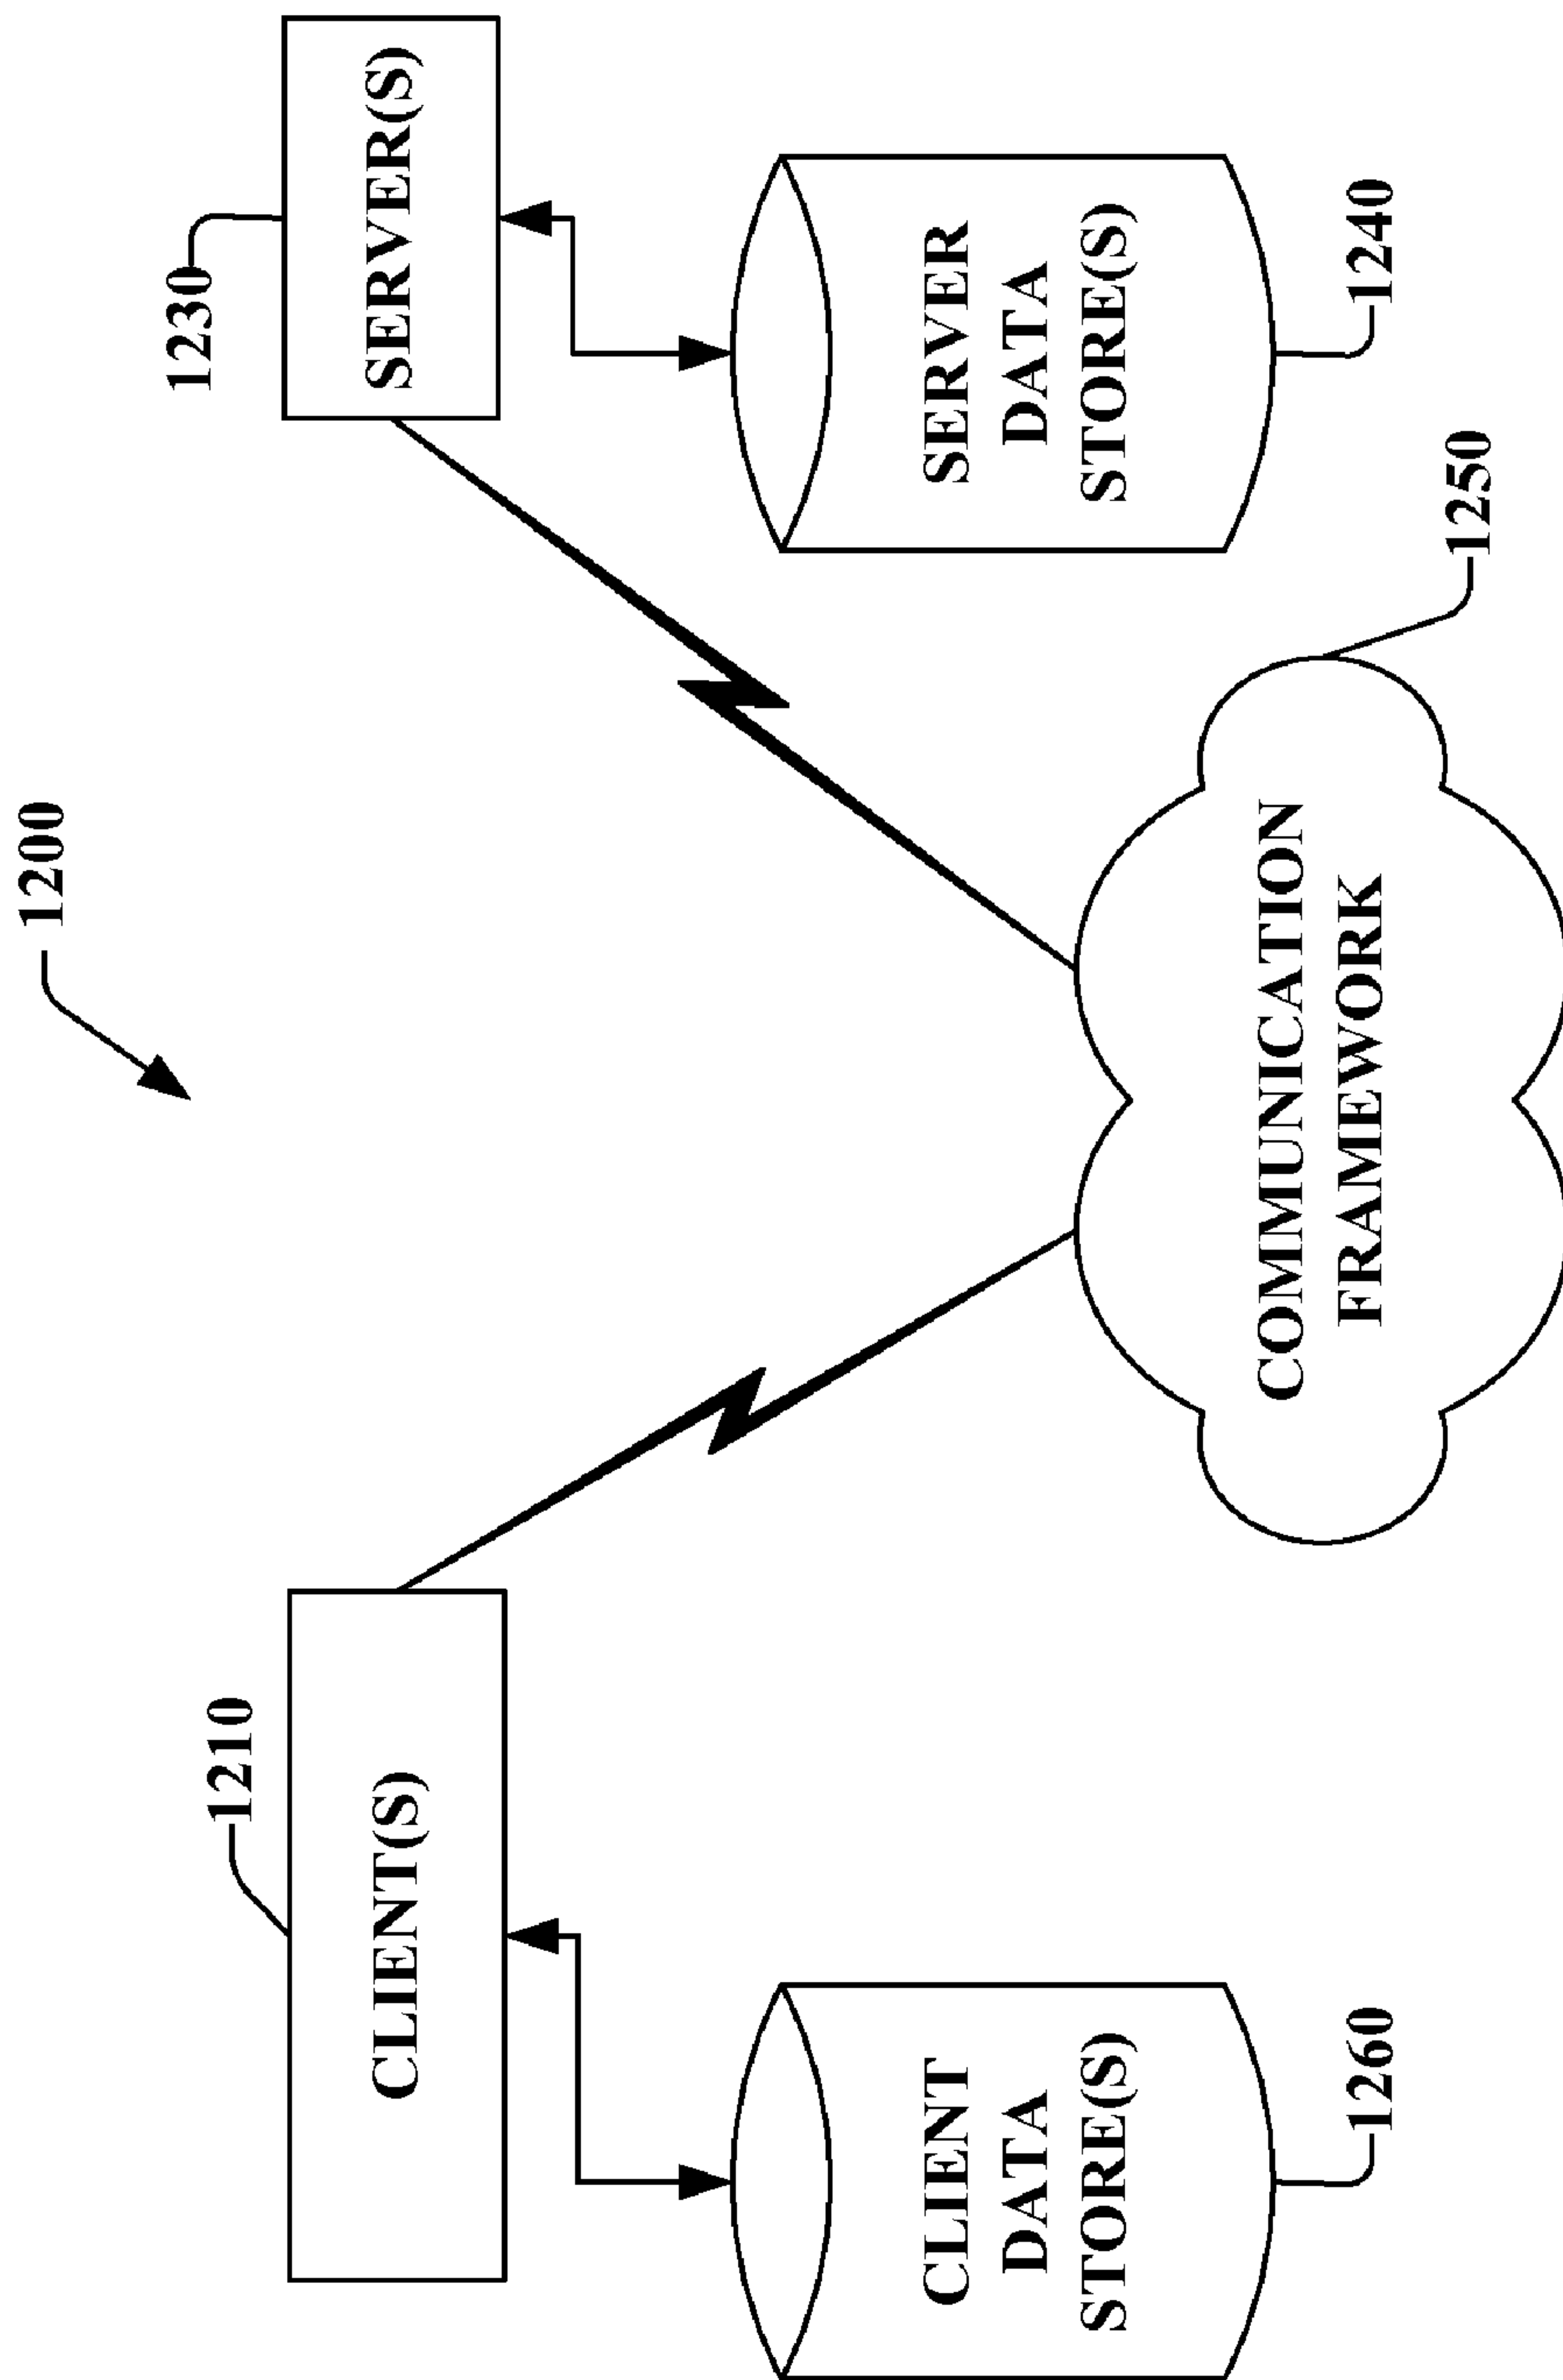 1200
1210
1230
CLIENT(S)
SERVER(S)
CLIENT
DATA
STORE(S)
SERVER
DATA
STORE(S)
1260
1240
COMMUNICATION
FRAMEWORK
1250